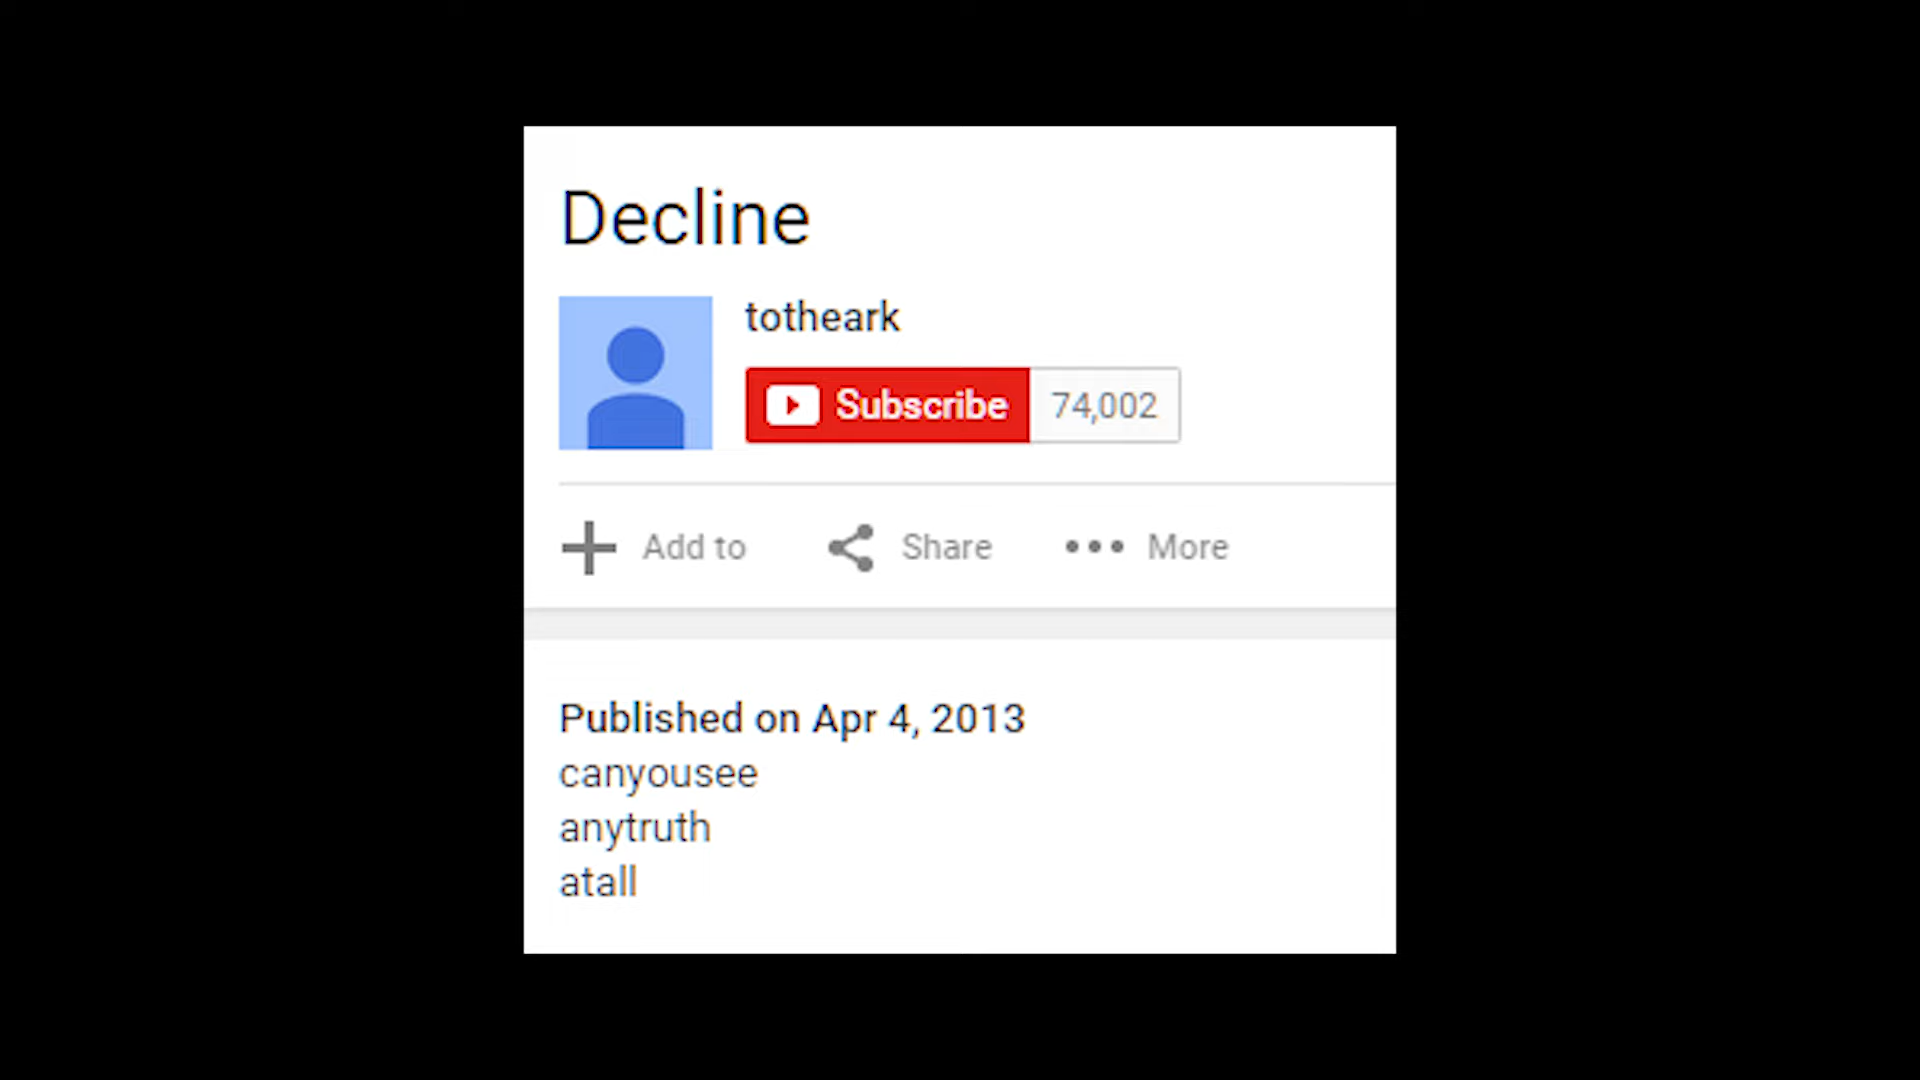 Decline
totheark
Subscribe 74,002
Add to Share More
Published on Apr 4, 2013
canyousee
anytruth
atall